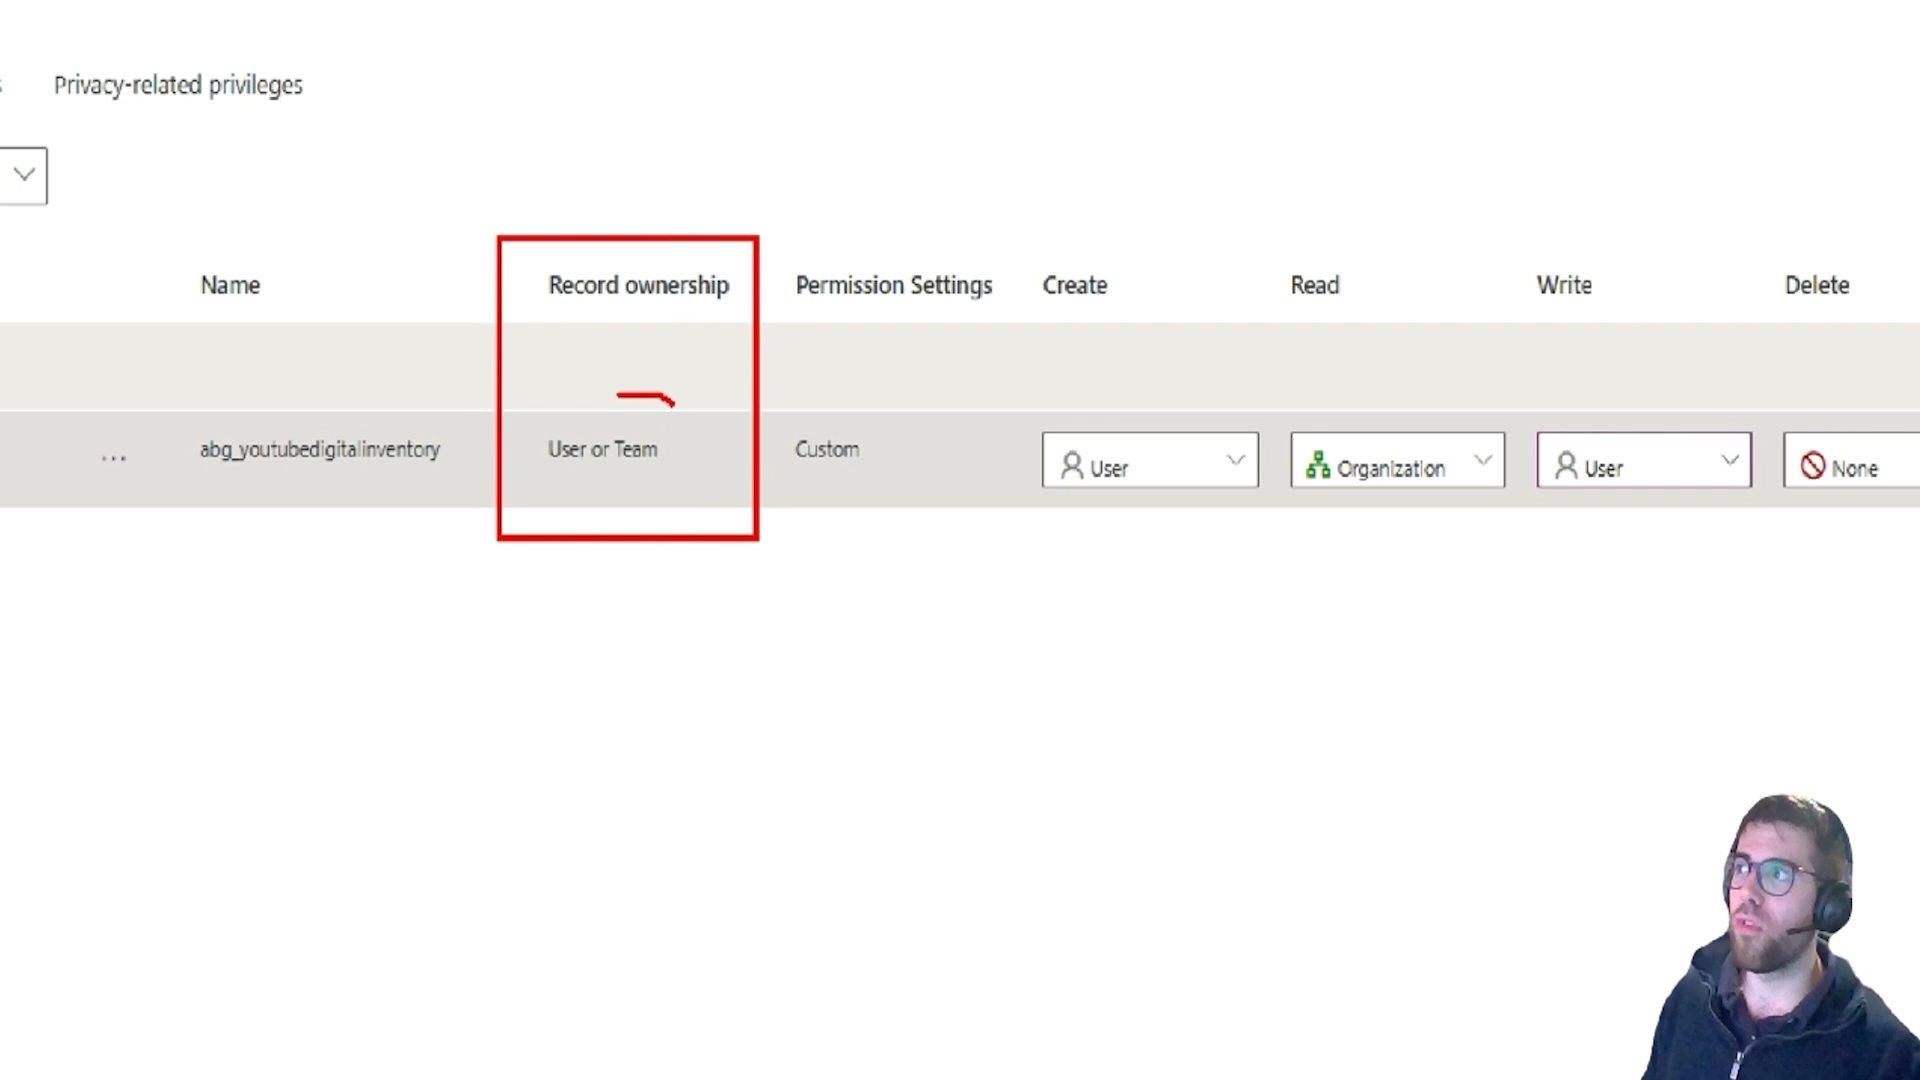 Privacy-related privileges
Name Record ownership Permission Settings Create Read Write Delete
... abg_youtubedigitalinventory User or Team Custom User Organization User None